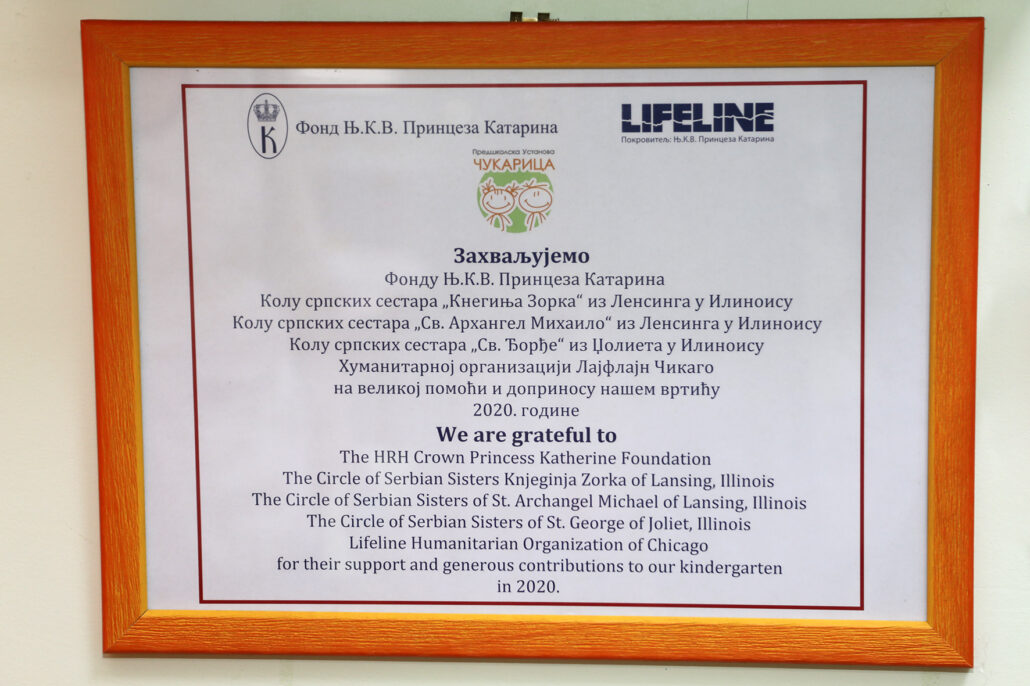 К
Фонд Њ.К.В. Принцеза Катарина
LIFELINE
Покровитељ: Њ.К.В. Принцеза Катарина
Предшколска Установа
ЧУКАРИЦА
Захваљујемо
Фонду Њ.К.В. Принцеза Катарина
Колу српских сестара „Кнегиња Зорка“ из Ленсинга у Илиноису
Колу српских сестара „Св. Архангел Михаило“ из Ленсинга у Илиноису
Колу српских сестара „Св. Ђорђе“ из Џолиета у Илиноису
Хуманитарној организацији Лајфлајн Чикаго
на великој помоћи и доприносу нашем вртићу
2020. године
We are grateful to
The HRH Crown Princess Katherine Foundation
The Circle of Serbian Sisters Knjeginja Zorka of Lansing, Illinois
The Circle of Serbian Sisters of St. Archangel Michael of Lansing, Illinois
The Circle of Serbian Sisters of St. George of Joliet, Illinois
Lifeline Humanitarian Organization of Chicago
for their support and generous contributions to our kindergarten
in 2020.